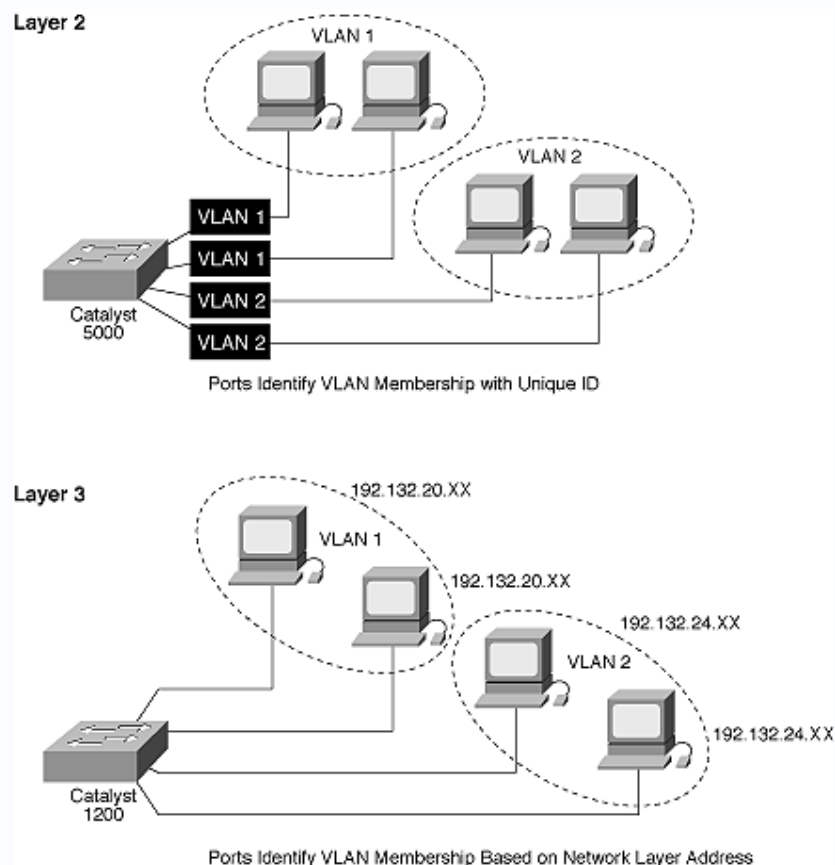 Layer 2
VLAN 1
VLAN 2
VLAN 1
VLAN 1
VLAN 2
VLAN 2
Catalyst
5000
Ports Identify VLAN Membership with Unique ID
Layer 3
192.132.20.XX
VLAN 1
192.132.20.XX
192.132.24.XX
VLAN 2
192.132.24.XX
Catalyst
1200
Ports Identify VLAN Membership Based on Network Layer Address